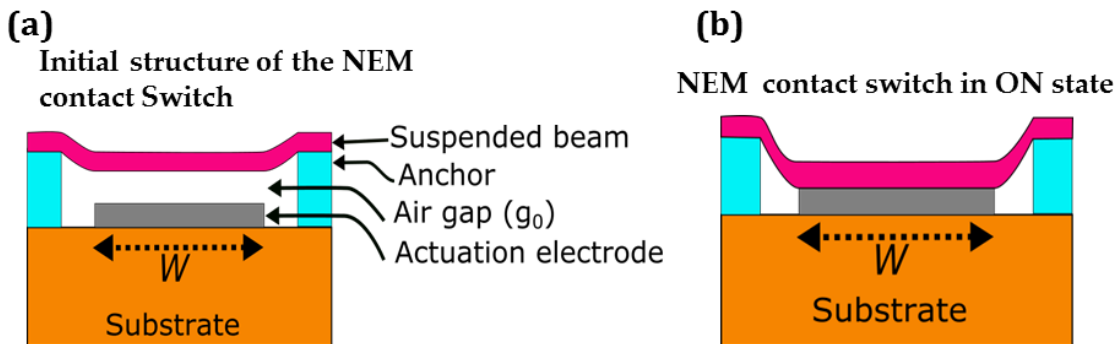 (a)
Initial structure of the NEM
contact Switch
Suspended beam
Anchor
Air gap (g₀)
Actuation electrode
W
Substrate
(b)
NEM contact switch in ON state
W
Substrate